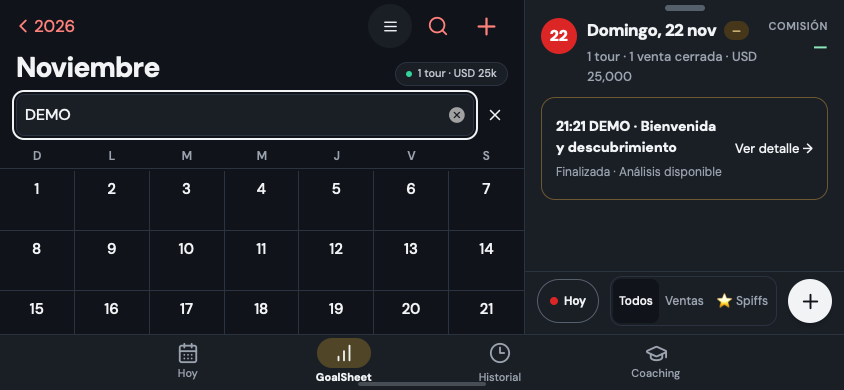 2026
Noviembre
1 tour · USD 25k
DEMO
D L M M J V S
1 2 3 4 5 6 7
8 9 10 11 12 13 14
15 16 17 18 19 20 21
22
Domingo, 22 nov
–
COMISIÓN
—
1 tour · 1 venta cerrada · USD
25,000
21:21 DEMO · Bienvenida
y descubrimiento
Finalizada · Análisis disponible
Ver detalle →
Hoy
Todos
Ventas
⭐ Spiffs
Hoy
GoalSheet
Historial
Coaching